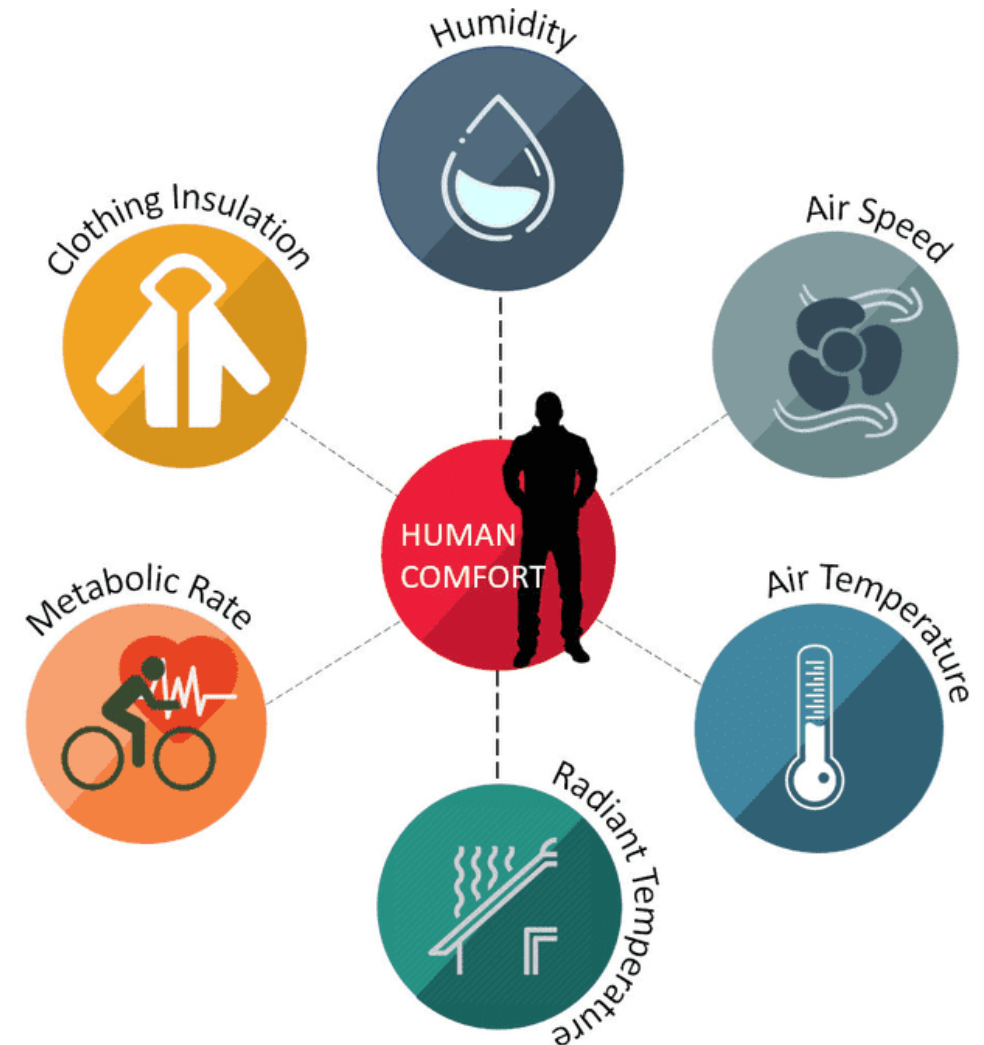 Humidity
Clothing Insulation
Air Speed
HUMAN
COMFORT
Metabolic Rate
Air Temperature
Radiant Temperature